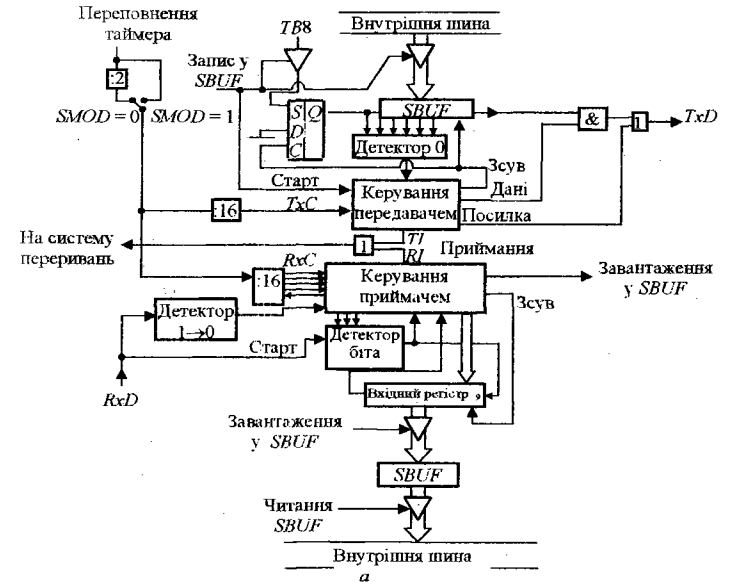 Переповнення
таймера
TB8
Внутрішня шина
Запис у
SBUF
:2
SMOD = 0
SMOD = 1
S Q
D
C
SBUF
Детектор 0
&
1
TxD
Зсув
Дані
Старт
Керування
передавачем
Посилка
:16
TxC
На систему
переривань
1
TI
RI
Приймання
RxC
:16
Керування
приймачем
Завантаження
у SBUF
Зсув
Детектор
1→0
Старт
Детектор
біта
RxD
Вхідний регістр 9
Завантаження
у SBUF
SBUF
Читання
SBUF
Внутрішня шина
а